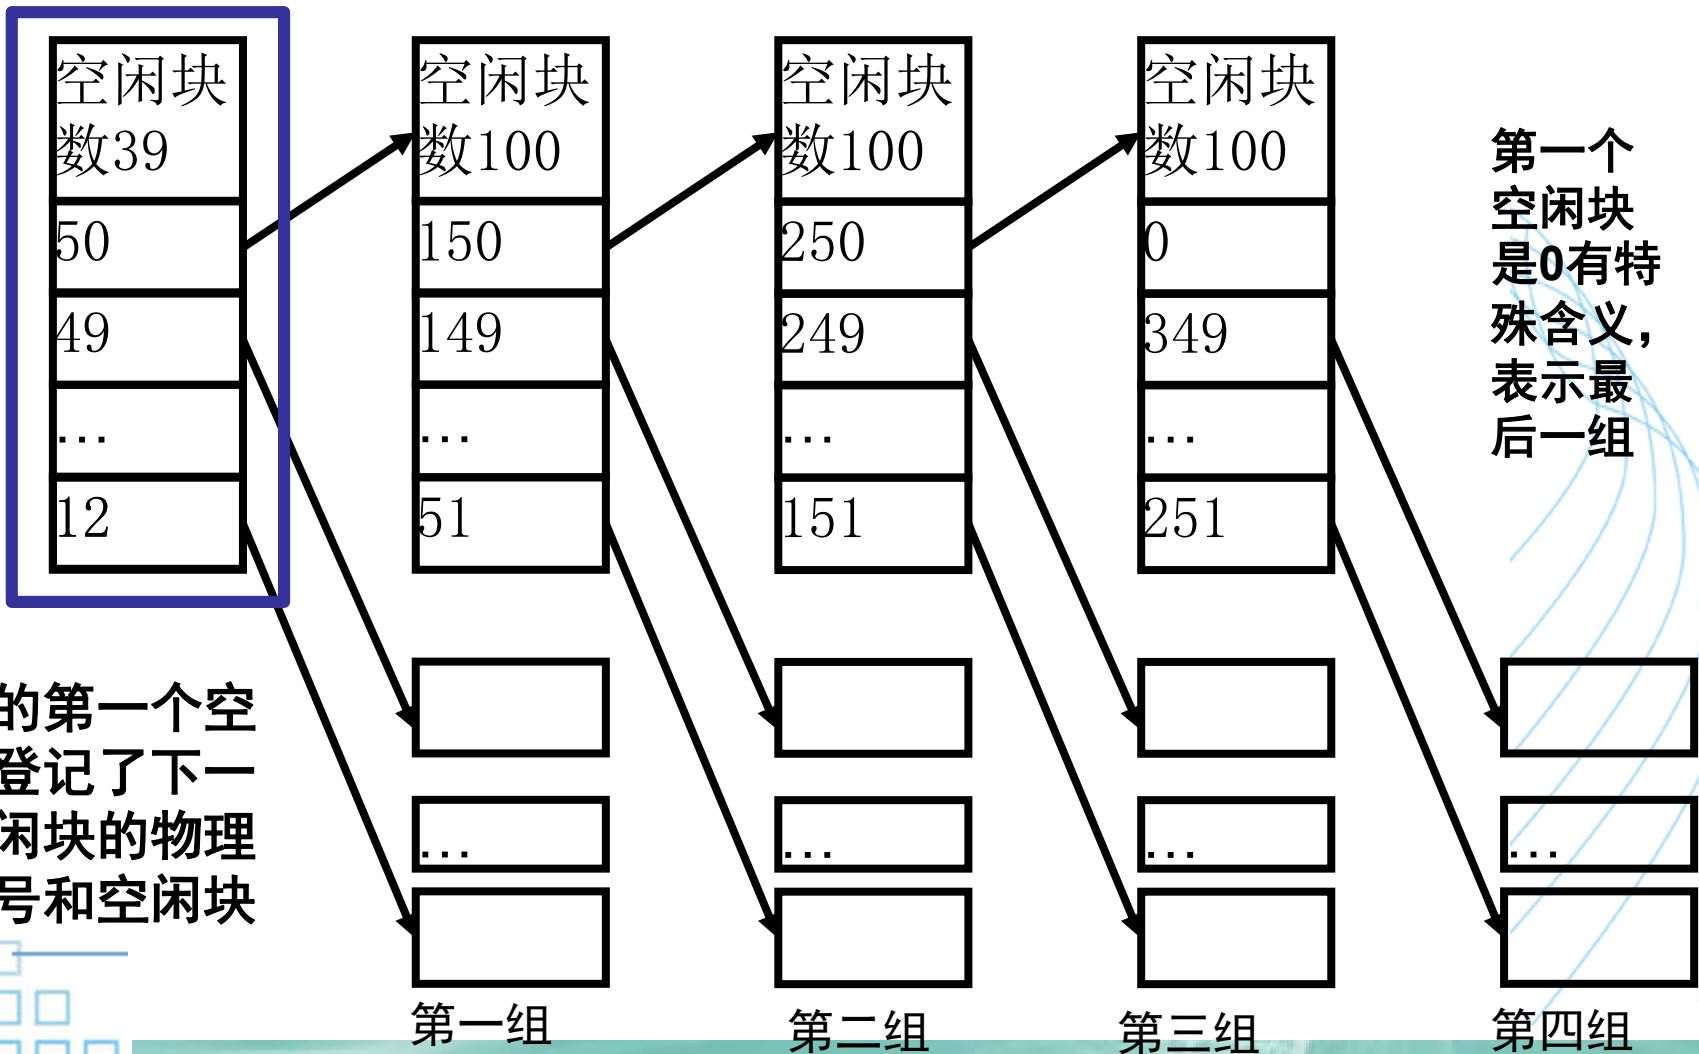 空闲块
数39
50
49
...
12
空闲块
数100
150
149
...
51
空闲块
数100
250
249
...
151
空闲块
数100
0
349
...
251
第一个
空闲块
是0有特
殊含义，
表示最
后一组
的第一个空
登记了下一
闲块的物理
号和空闲块
...
...
...
...
第一组
第二组
第三组
第四组